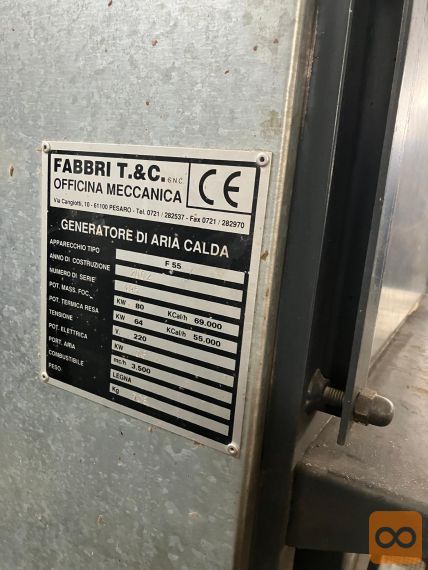 FABBRI T.&C. S.N.C.
OFFICINA MECCANICA
Via Cangiotti, 10 - 61100 PESARO - Tel. 0721 / 282537 - Fax 0721 / 282970
CE
GENERATORE DI ARIA CALDA
APPARECCHIO TIPO F 55
ANNO DI COSTRUZIONE
NUMERO DI SERIE
POT. MASS. FOC. KW 80 KCal/h 69.000
POT. TERMICA RESA KW 64 KCal/h 55.000
TENSIONE V. 220
POT. ELETTRICA KW
PORT. ARIA mc/h 3.500
COMBUSTIBILE LEGNA
PESO Kg